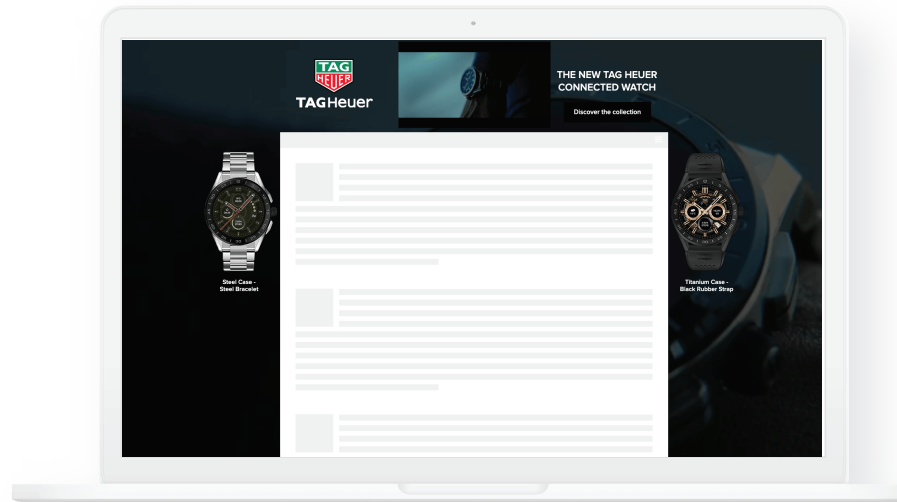 TAG
HEUER
TAGHeuer
THE NEW TAG HEUER
CONNECTED WATCH
Discover the collection
Steel Case -
Steel Bracelet
Titanium Case -
Black Rubber Strap